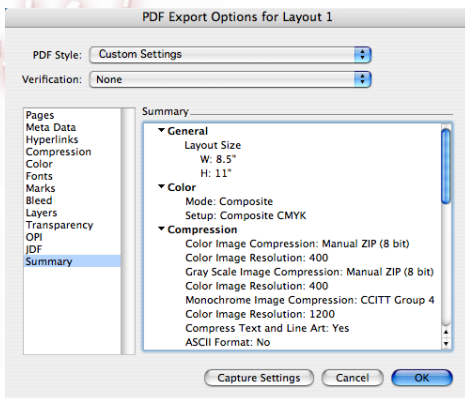 PDF Export Options for Layout 1
PDF Style: Custom Settings
Verification: None
Pages
Meta Data
Hyperlinks
Compression
Color
Fonts
Marks
Bleed
Layers
Transparency
OPI
JDF
Summary
Summary
General
Layout Size
W: 8.5"
H: 11"
Color
Mode: Composite
Setup: Composite CMYK
Compression
Color Image Compression: Manual ZIP (8 bit)
Color Image Resolution: 400
Gray Scale Image Compression: Manual ZIP (8 bit)
Color Image Resolution: 400
Monochrome Image Compression: CCITT Group 4
Color Image Resolution: 1200
Compress Text and Line Art: Yes
ASCII Format: No
Capture Settings Cancel OK